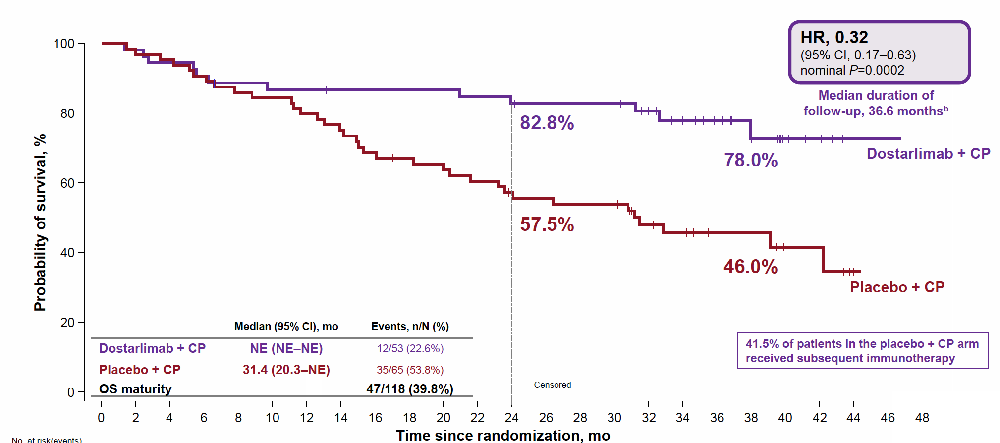 HR, 0.32
(95% CI, 0.17–0.63)
nominal P=0.0002
Median duration of
follow-up, 36.6 monthsᵇ
Probability of survival, %
100
80
60
40
20
0
82.8%
78.0%
Dostarlimab + CP
57.5%
46.0%
Placebo + CP
Median (95% CI), mo Events, n/N (%)
Dostarlimab + CP NE (NE–NE) 12/53 (22.6%)
Placebo + CP 31.4 (20.3–NE) 35/65 (53.8%)
OS maturity 47/118 (39.8%)
Censored
41.5% of patients in the placebo + CP arm
received subsequent immunotherapy
0 2 4 6 8 10 12 14 16 18 20 22 24 26 28 30 32 34 36 38 40 42 44 46 48
Time since randomization, mo
No. at risk(events)